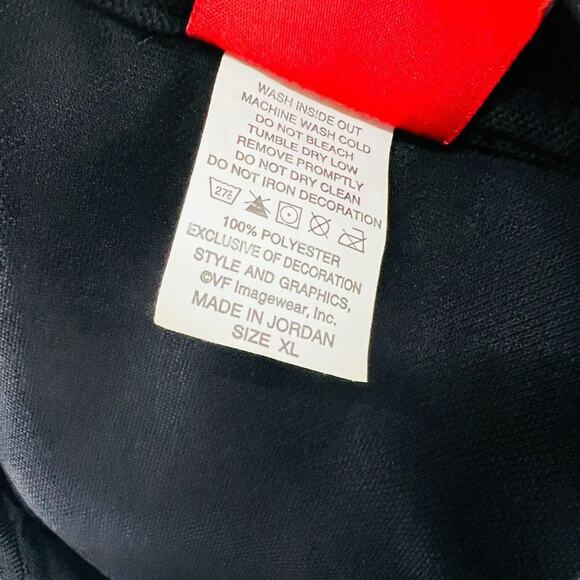 WASH INSIDE OUT
MACHINE WASH COLD
DO NOT BLEACH
TUMBLE DRY LOW
REMOVE PROMPTLY
DO NOT DRY CLEAN
DO NOT IRON DECORATION
27°
100% POLYESTER
EXCLUSIVE OF DECORATION
STYLE AND GRAPHICS,
©VF Imagewear, Inc.
MADE IN JORDAN
SIZE XL